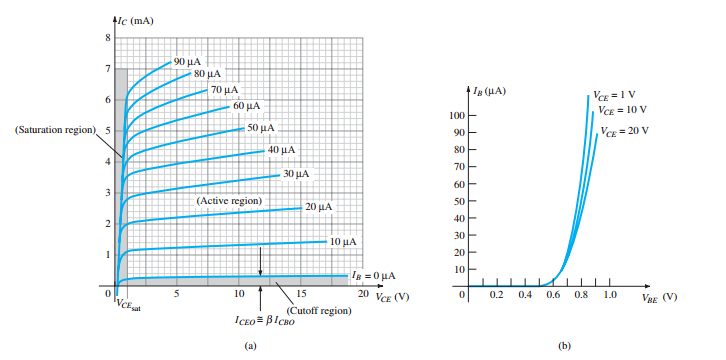 I_C (mA)
8
7
6
5
4
3
2
1
0
5
10
15
20
V_CE (V)
90 μA
80 μA
70 μA
60 μA
50 μA
40 μA
30 μA
20 μA
10 μA
I_B = 0 μA
(Saturation region)
(Active region)
(Cutoff region)
V_CEsat
I_CEO ≅ β I_CBO
(a)
I_B (μA)
100
90
80
70
60
50
40
30
20
10
0
0.2
0.4
0.6
0.8
1.0
V_BE (V)
V_CE = 1 V
V_CE = 10 V
V_CE = 20 V
(b)